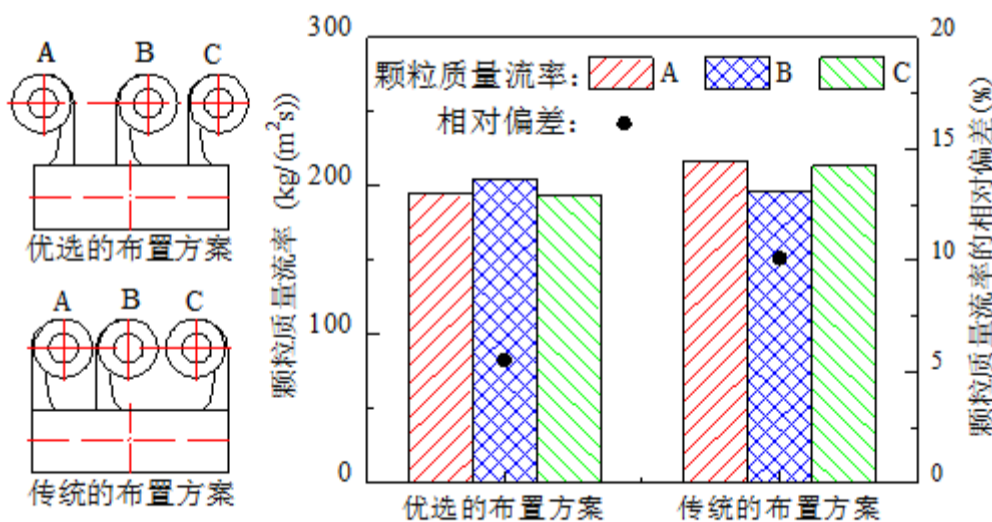 A B C
优选的布置方案
A B C
传统的布置方案
颗粒质量流率 (kg/(m²s))
300
200
100
0
颗粒质量流率: A B C
相对偏差:
优选的布置方案
传统的布置方案
20
15
10
5
0
颗粒质量流率的相对偏差(%)